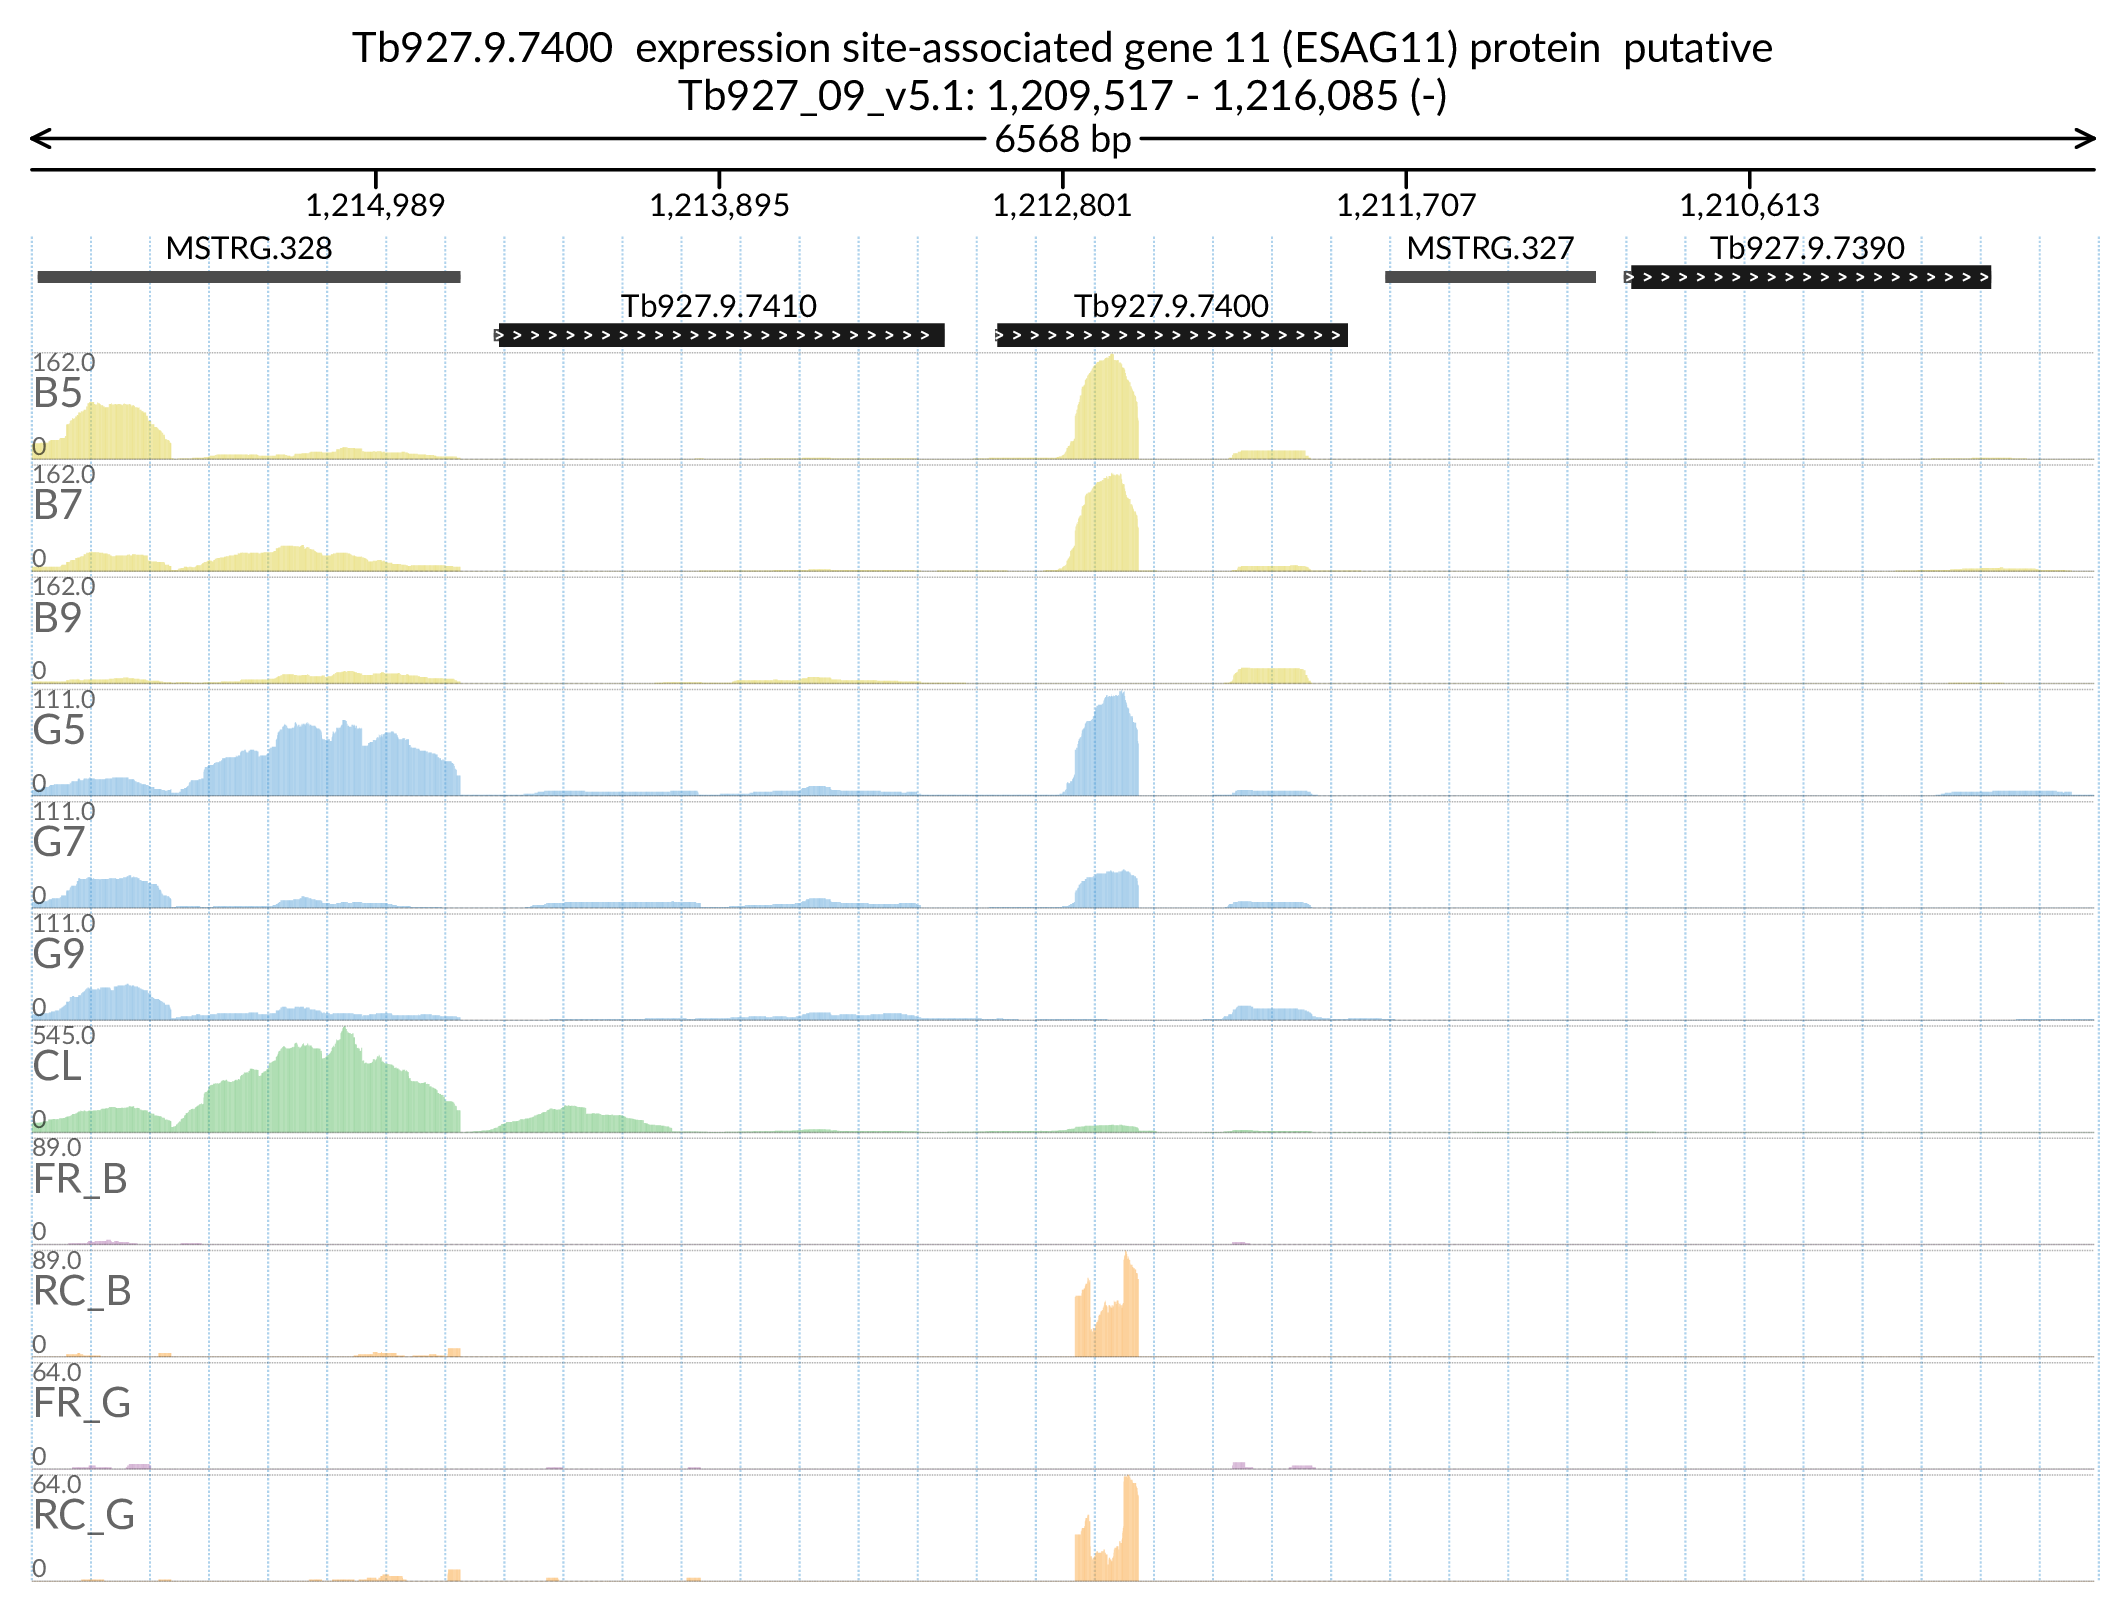 Tb927.9.7400  expression site-associated gene 11 (ESAG11) protein  putative
Tb927_09_v5.1: 1,209,517 - 1,216,085 (-)
6568 bp
1,214,989 1,213,895 1,212,801 1,211,707 1,210,613
MSTRG.328 MSTRG.327 Tb927.9.7390
Tb927.9.7410 Tb927.9.7400
162.0
B5
0
162.0
B7
0
162.0
B9
0
111.0
G5
0
111.0
G7
0
111.0
G9
0
545.0
CL
0
89.0
FR_B
0
89.0
RC_B
0
64.0
FR_G
0
64.0
RC_G
0